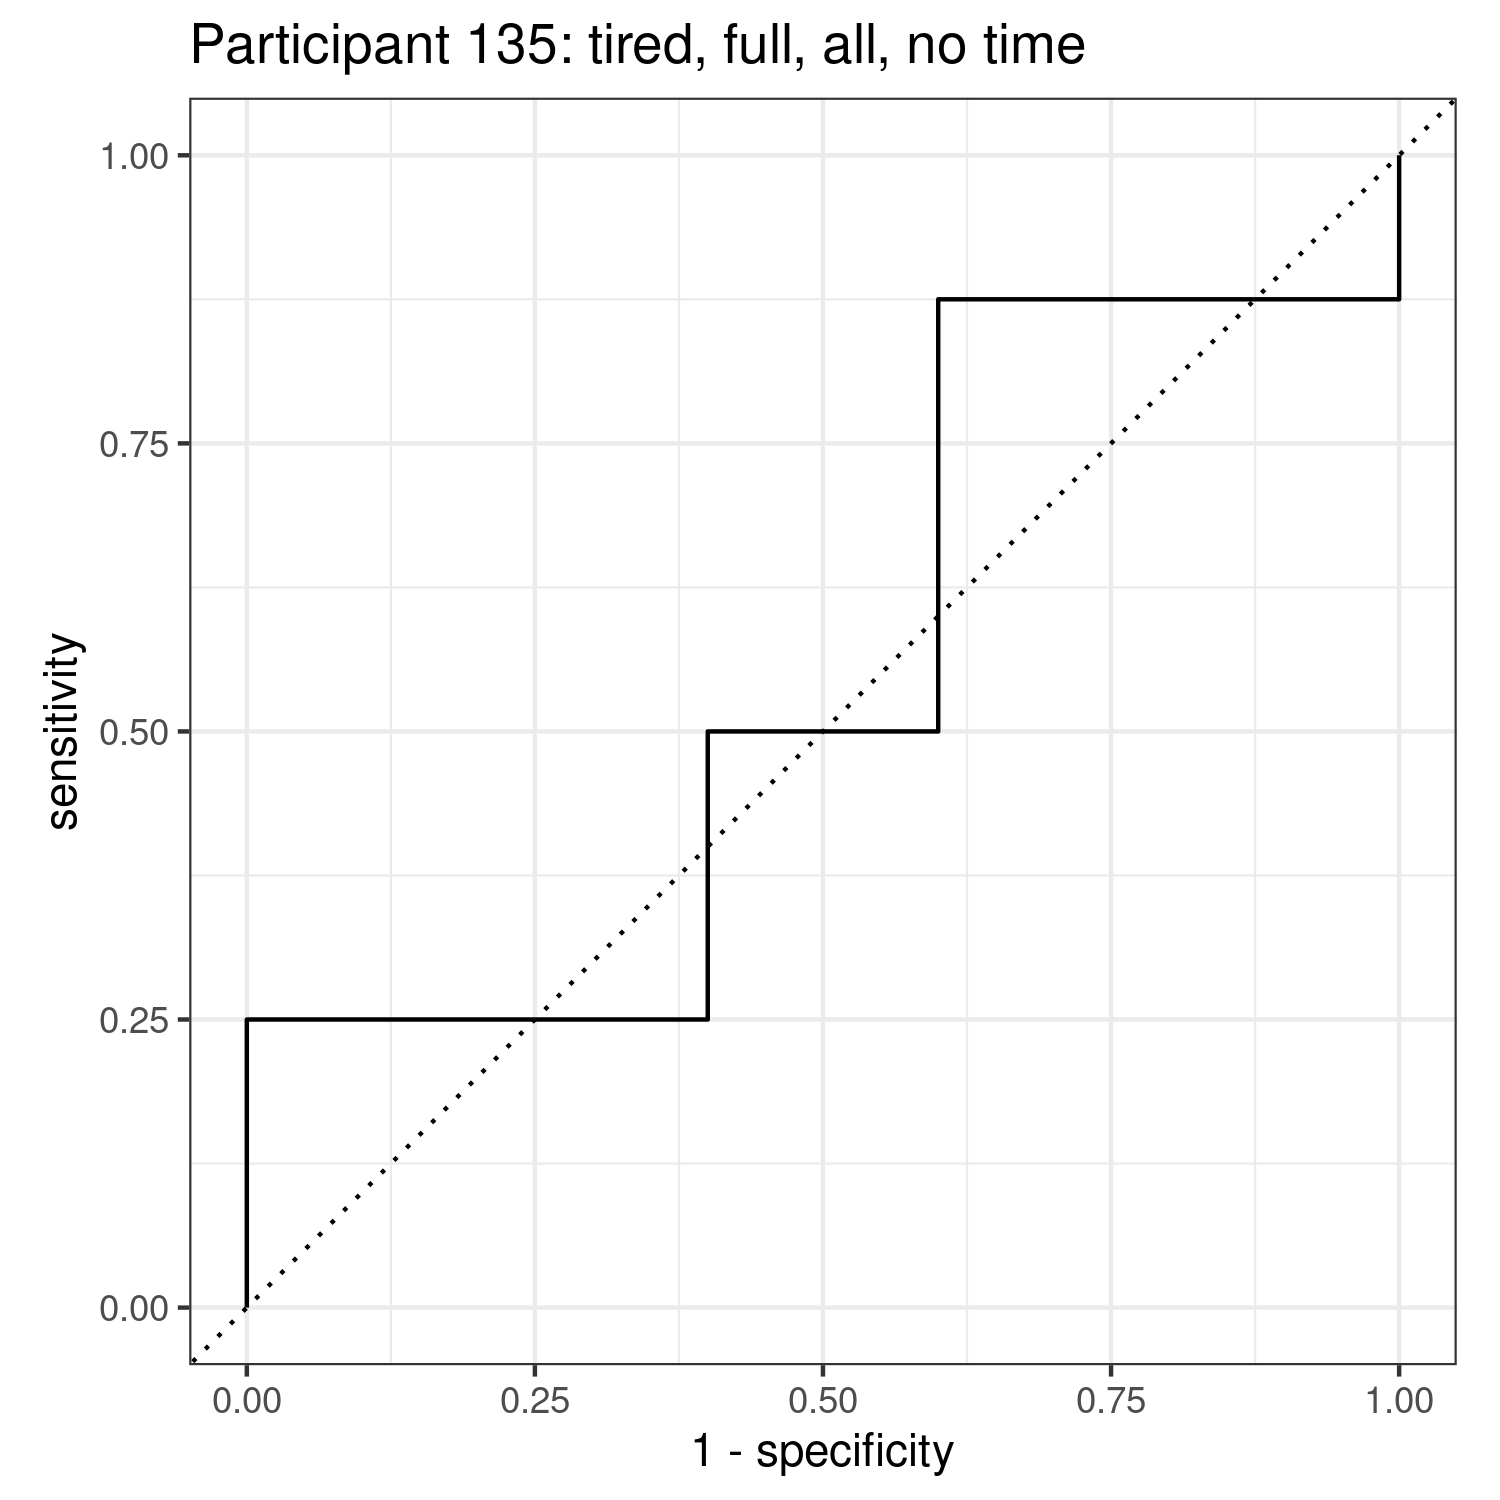 Participant 135: tired, full, all, no time
1.00
0.75
0.50
0.25
0.00
sensitivity
0.00 0.25 0.50 0.75 1.00
1 - specificity